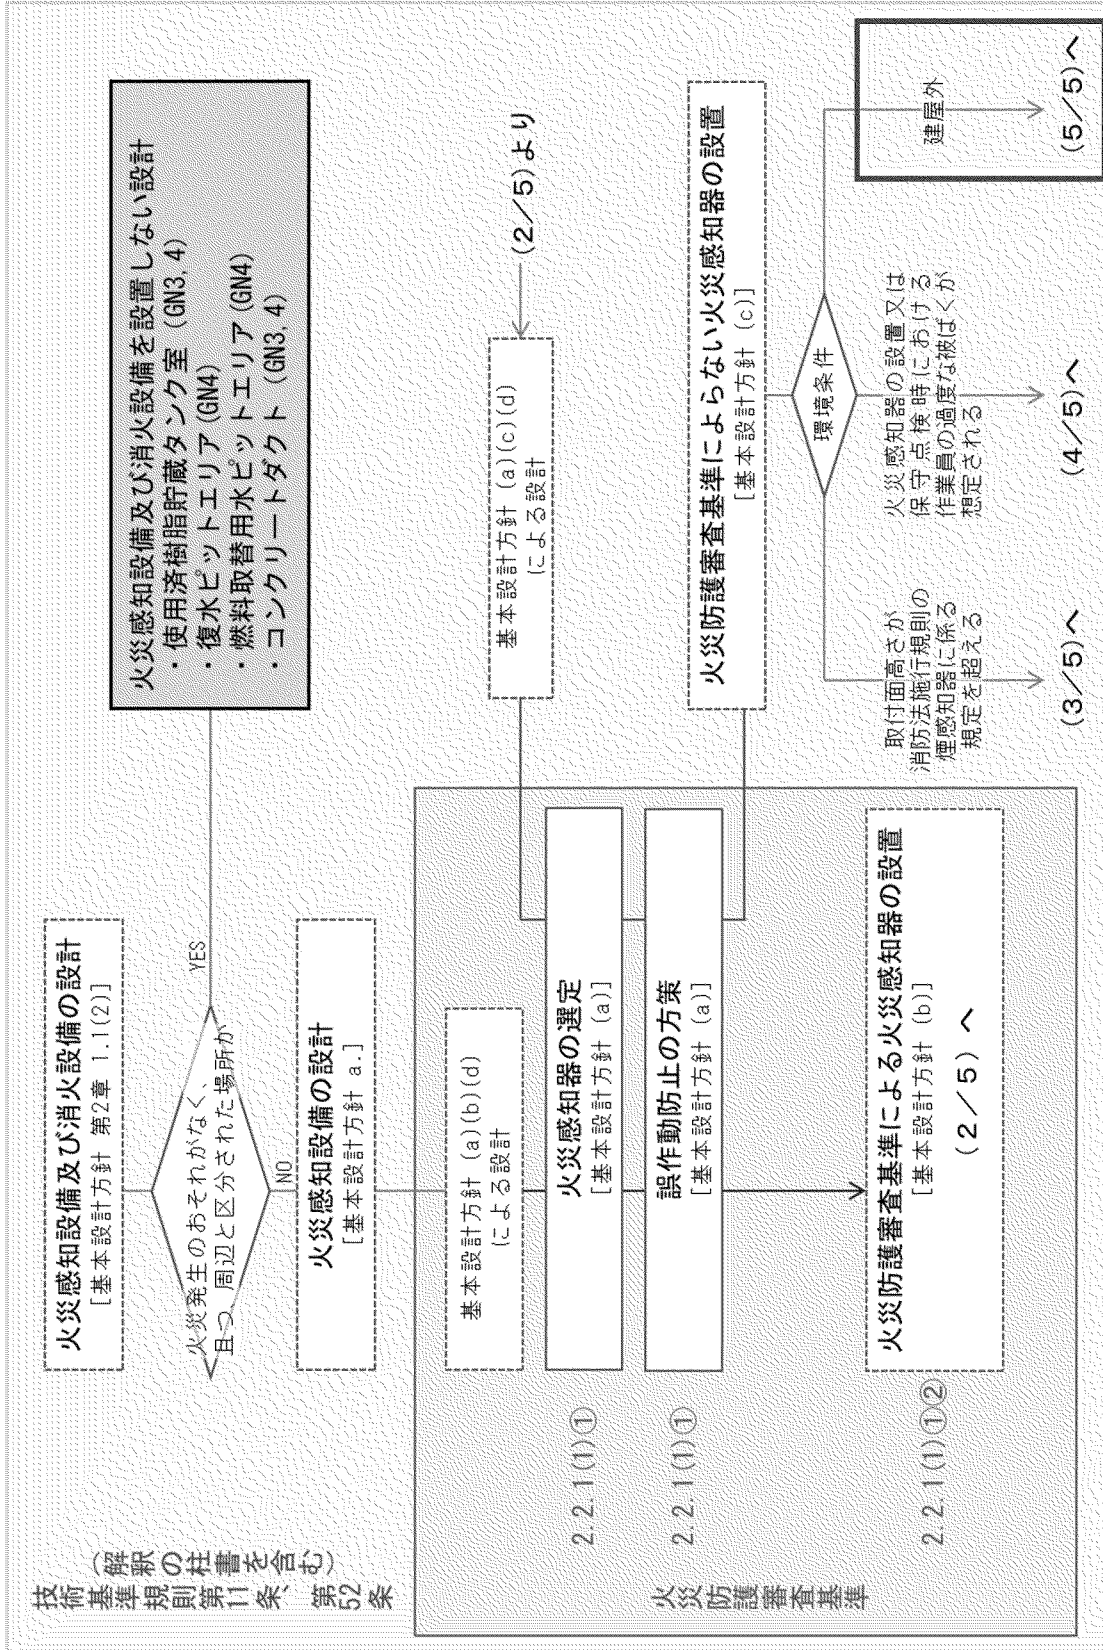 技術基準規則第11条、第52条
（解釈の柱書を含む）
火災感知設備及び消火設備の設計
[基本設計方針 第2章 1.1(2)]
火災発生のおそれがなく、
且つ、周辺と区分された場所か
YES
火災感知設備及び消火設備を設置しない設計
・使用済樹脂貯蔵タンク室 (GN3, 4)
・復水ピットエリア(GN4)
・燃料取替用水ピットエリア(GN4)
・コンクリートダクト (GN3, 4)
NO
火災感知設備の設計
[基本設計方針 a.]
火災防護審査基準
基本設計方針 (a)(b)(d)
による設計
基本設計方針 (a)(c)(d)
による設計
(2/5)より
2.2.1(1)①
火災感知器の選定
[基本設計方針 (a)]
2.2.1(1)①
誤作動防止の方策
[基本設計方針 (a)]
火災防護審査基準によらない火災感知器の設置
[基本設計方針 (c)]
2.2.1(1)①②
火災防護審査基準による火災感知器の設置
[基本設計方針 (b)]
(2/5) へ
環境条件
取付面高さが
消防法施行規則の
煙感知器に係る
規定を超える
(3/5)へ
火災感知器の設置又は
保守点検時における
作業員の過度な被ばくが
想定される
(4/5)へ
建屋外
(5/5)へ